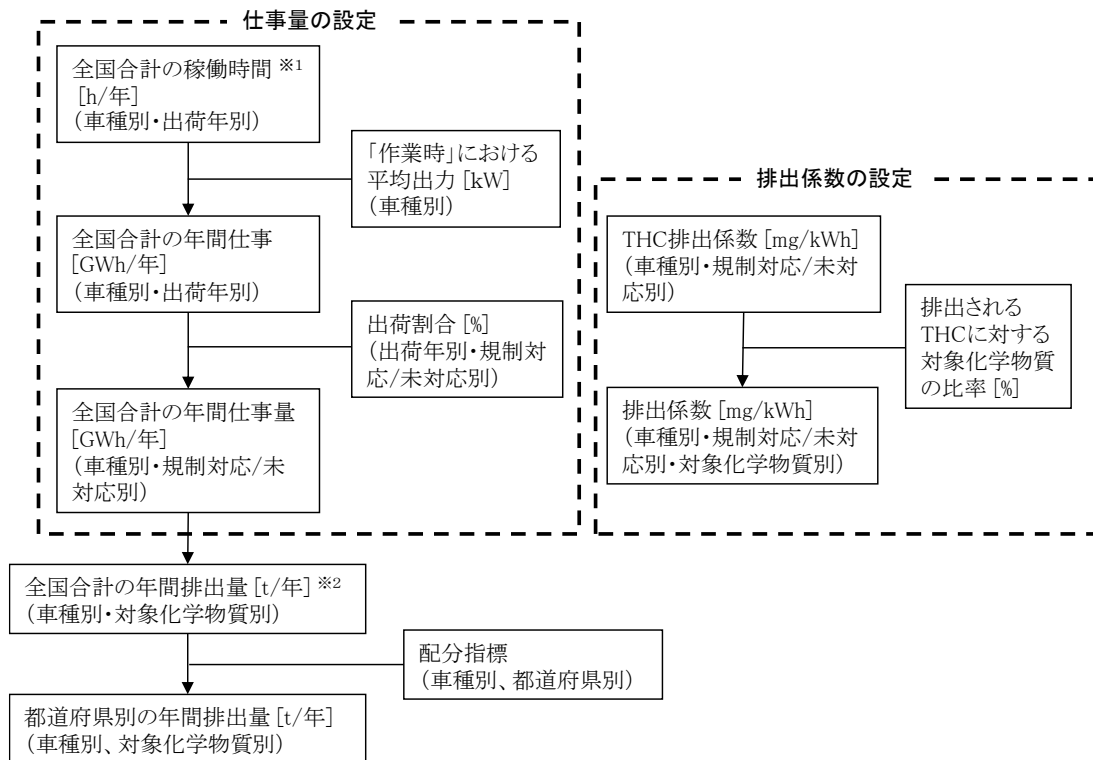 仕事量の設定
全国合計の稼働時間 ※1
[h/年]
(車種別・出荷年別)
「作業時」における
平均出力[kW]
(車種別)
全国合計の年間仕事
[GWh/年]
(車種別・出荷年別)
出荷割合[%]
(出荷年別・規制対
応/未対応別)
全国合計の年間仕事量
[GWh/年]
(車種別・規制対応/未
対応別)
排出係数の設定
THC排出係数[mg/kWh]
(車種別・規制対応/未対
応別)
排出される
THCに対する
対象化学物質
の比率[%]
排出係数[mg/kWh]
(車種別・規制対応/未対
応別・対象化学物質別)
全国合計の年間排出量[t/年] ※2
(車種別・対象化学物質別)
配分指標
(車種別、都道府県別)
都道府県別の年間排出量[t/年]
(車種別、対象化学物質別)